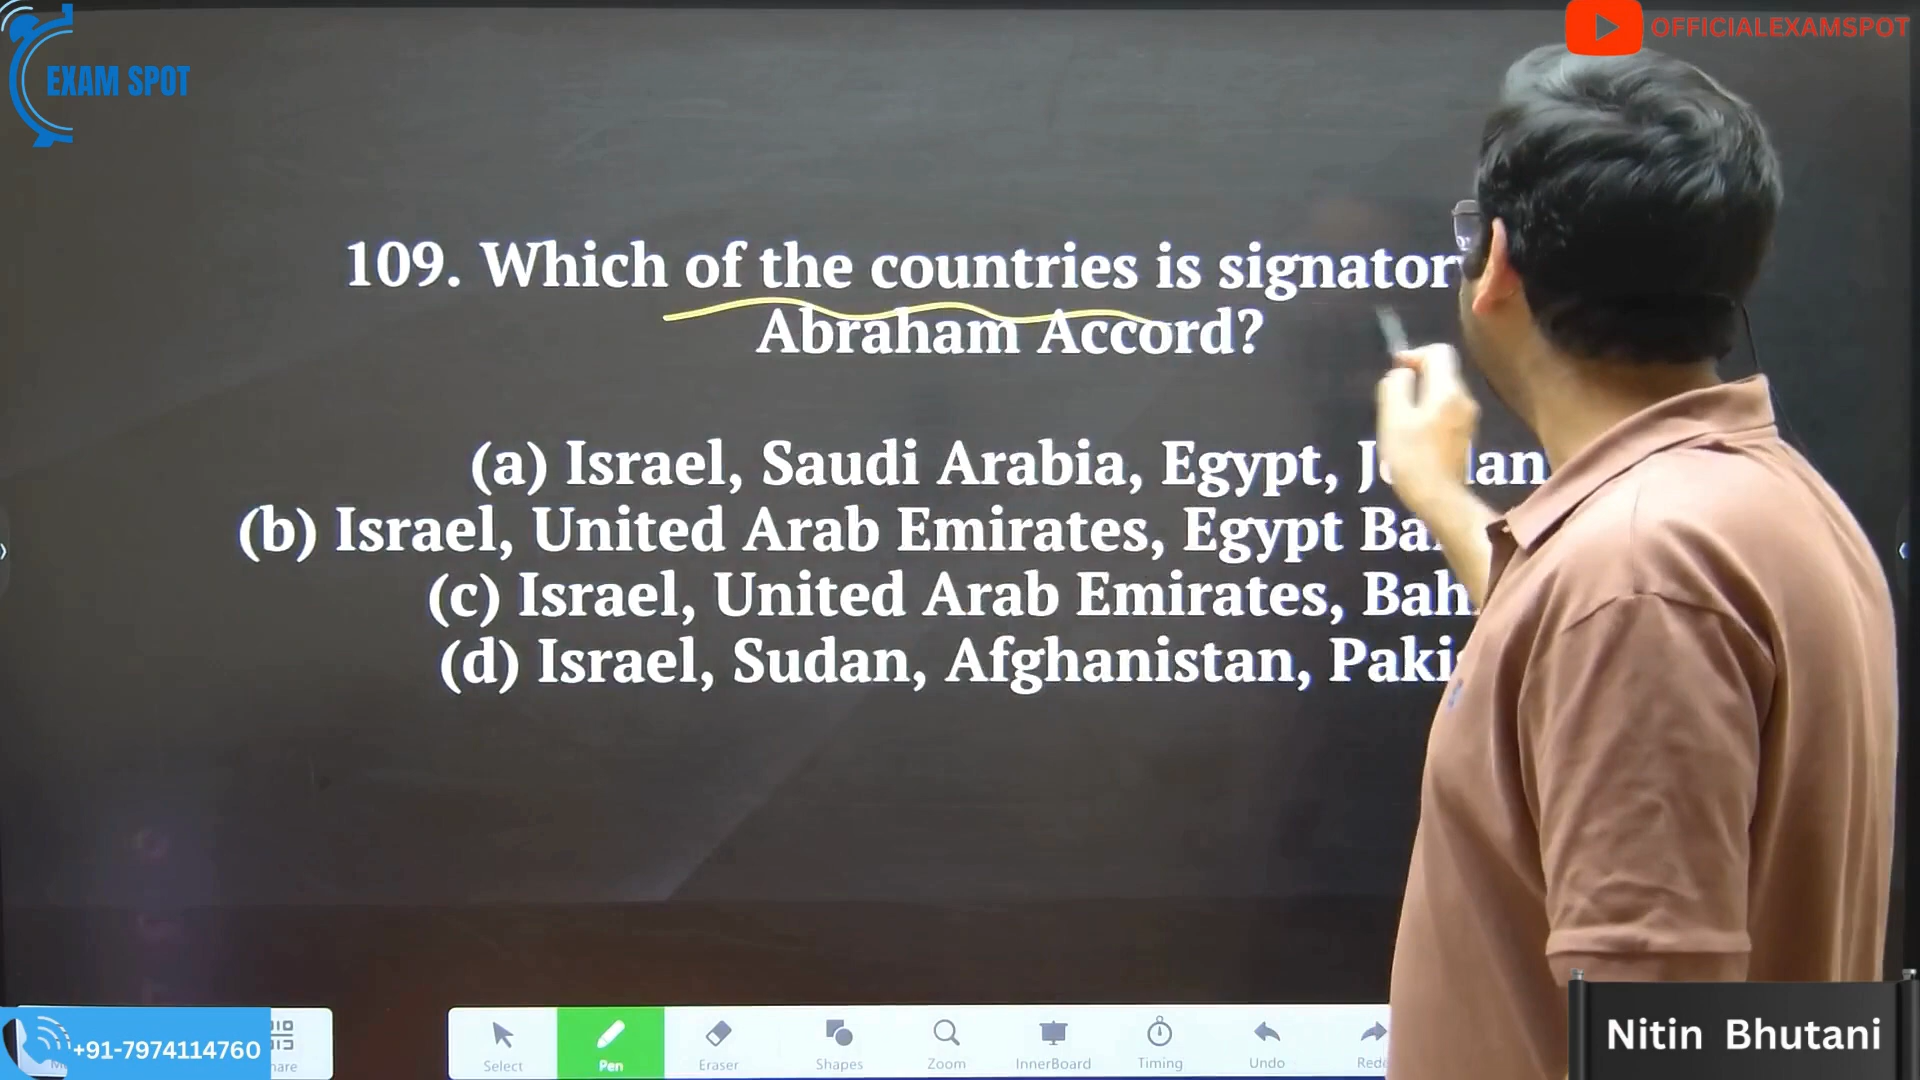 EXAM SPOT
OFFICIALEXAMSPOT
109. Which of the countries is signatory
Abraham Accord?
(a) Israel, Saudi Arabia, Egypt,
(b) Israel, United Arab Emirates, Egypt
(c) Israel, United Arab Emirates,
(d) Israel, Sudan, Afghanistan,
+91-7974114760
Select Pen Eraser Shapes Zoom InnerBoard Timing Undo
Nitin Bhutani